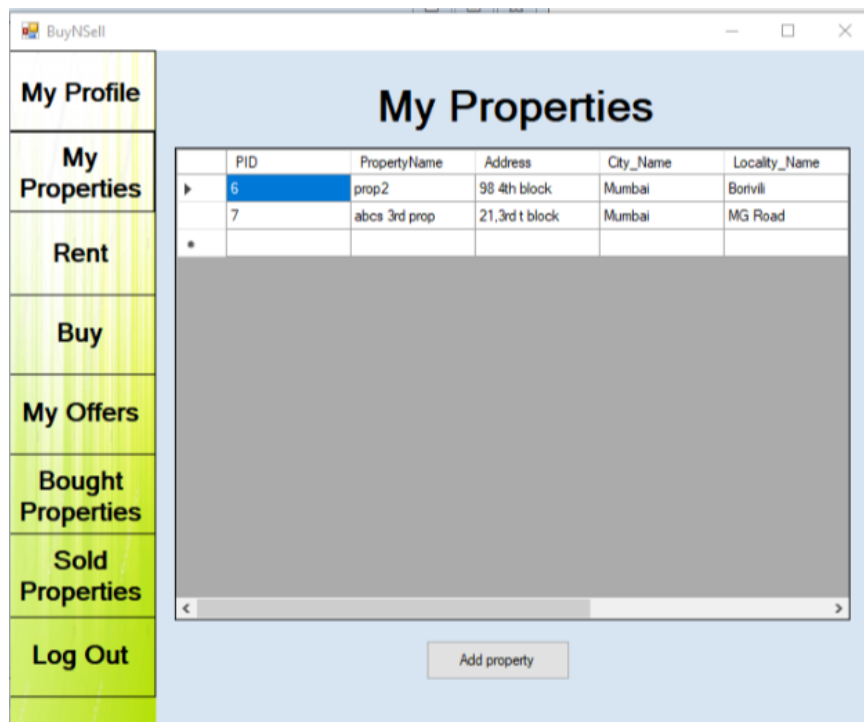 BuyNSell
My Profile
My
Properties
Rent
Buy
My Offers
Bought
Properties
Sold
Properties
Log Out
My Properties
PID PropertyName Address City_Name Locality_Name
6 prop2 98 4th block Mumbai Borivili
7 abcs 3rd prop 21,3rd t block Mumbai MG Road
Add property